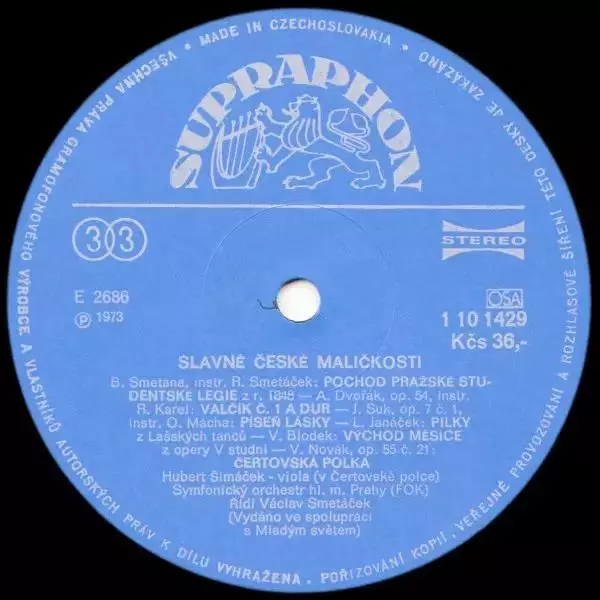 VŠECHNA PRÁVA GRAMOFONOVÉHO VÝROBCE A VLASTNÍKŮ AUTORSKÝCH PRÁV K DÍLU VYHRAŽENA. POŘIZOVÁNÍ KOPIÍ, VEŘEJNÉ PROVOZOVÁNÍ A ROZHLASOVÉ ŠÍŘENÍ TÉTO DESKY JE ZAKÁZÁNO
• MADE IN CZECHOSLOVAKIA •
SUPRAPHON
33
STEREO
E 2686
OSA
℗ 1973
1 10 1429
Kčs 36,-
SLAVNÉ ČESKÉ MALIČKOSTI
B. Smetana, instr. R. Smetáček: POCHOD PRAŽSKÉ STU-
DENTSKÉ LEGIE z r. 1848 — A. Dvořák, op. 54, instr.
R. Karel: VALČÍK Č. 1 A DUR — J. Suk, op. 7 č. 1,
instr. O. Mácha: PÍSEŇ LÁSKY — L. Janáček: PILKY
z Lašských tanců — V. Blodek: VÝCHOD MĚSÍCE
z opery V studni — V. Novák, op. 55 č. 21:
ČERTOVSKÁ POLKA
Hubert Šimáček - viola (v Čertovské polce)
Symfonický orchestr hl. m. Prahy (FOK)
Řídí Václav Smetáček
(Vydáno ve spolupráci
s Mladým světem)